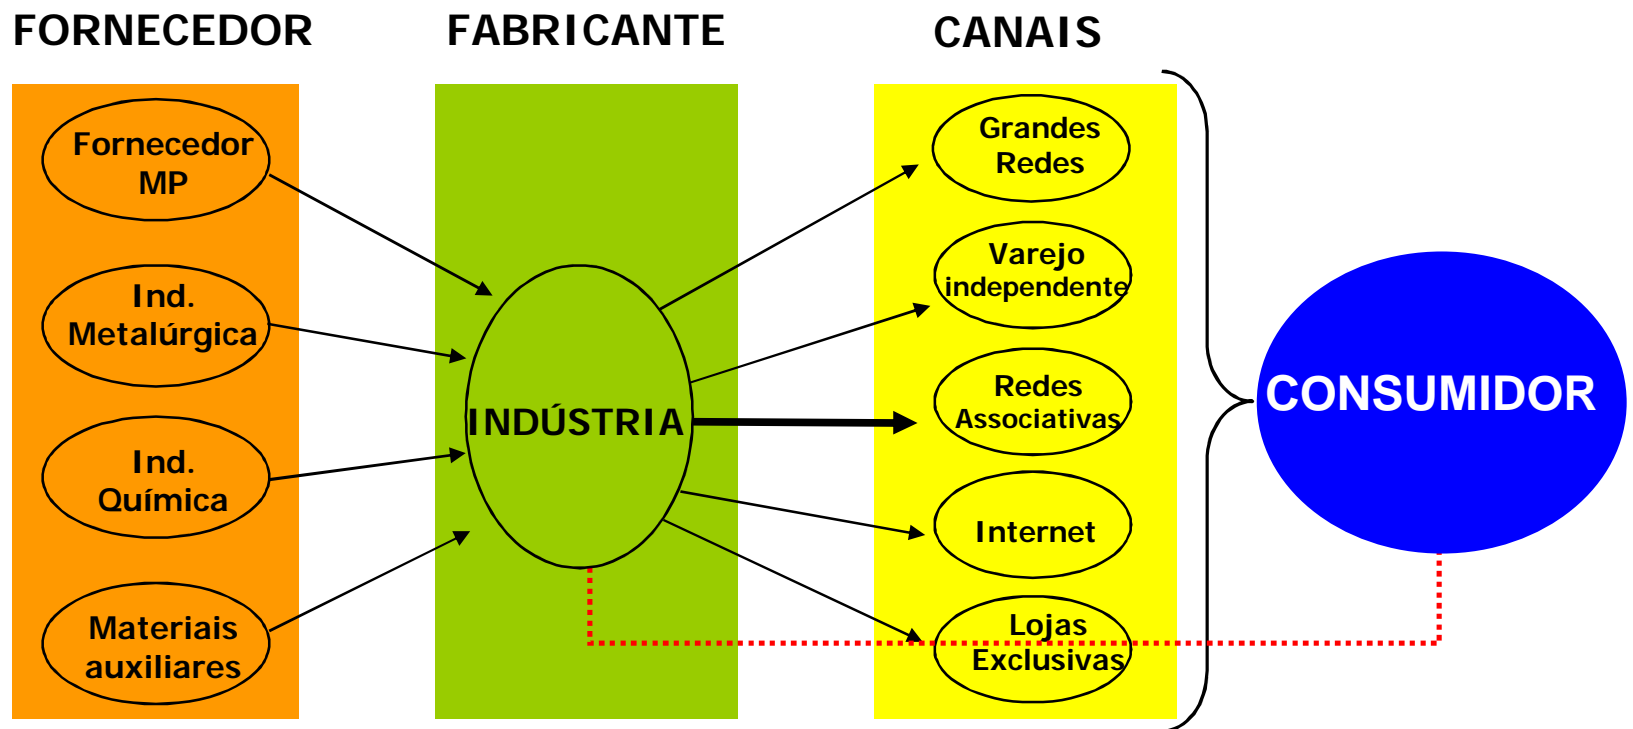 FORNECEDOR
FABRICANTE
CANAIS
Fornecedor
MP
Ind.
Metalúrgica
Ind.
Química
Materiais
auxiliares
INDÚSTRIA
Grandes
Redes
Varejo
independente
Redes
Associativas
Internet
Lojas
Exclusivas
CONSUMIDOR